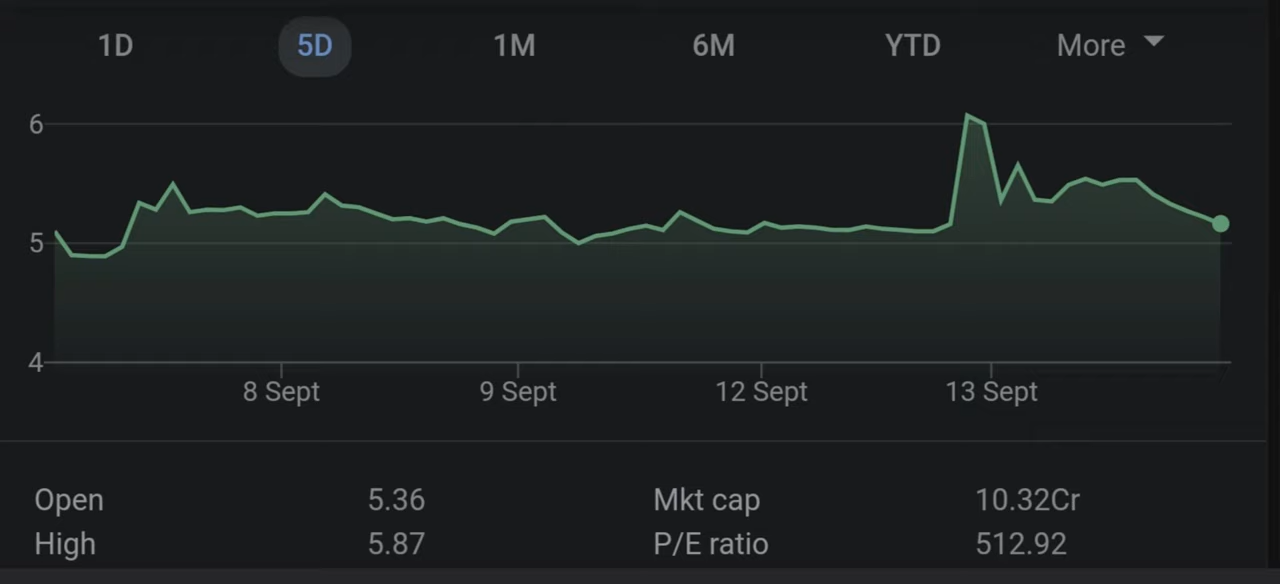 1D 5D 1M 6M YTD More
6
5
4
8 Sept 9 Sept 12 Sept 13 Sept
Open 5.36 Mkt cap 10.32Cr
High 5.87 P/E ratio 512.92